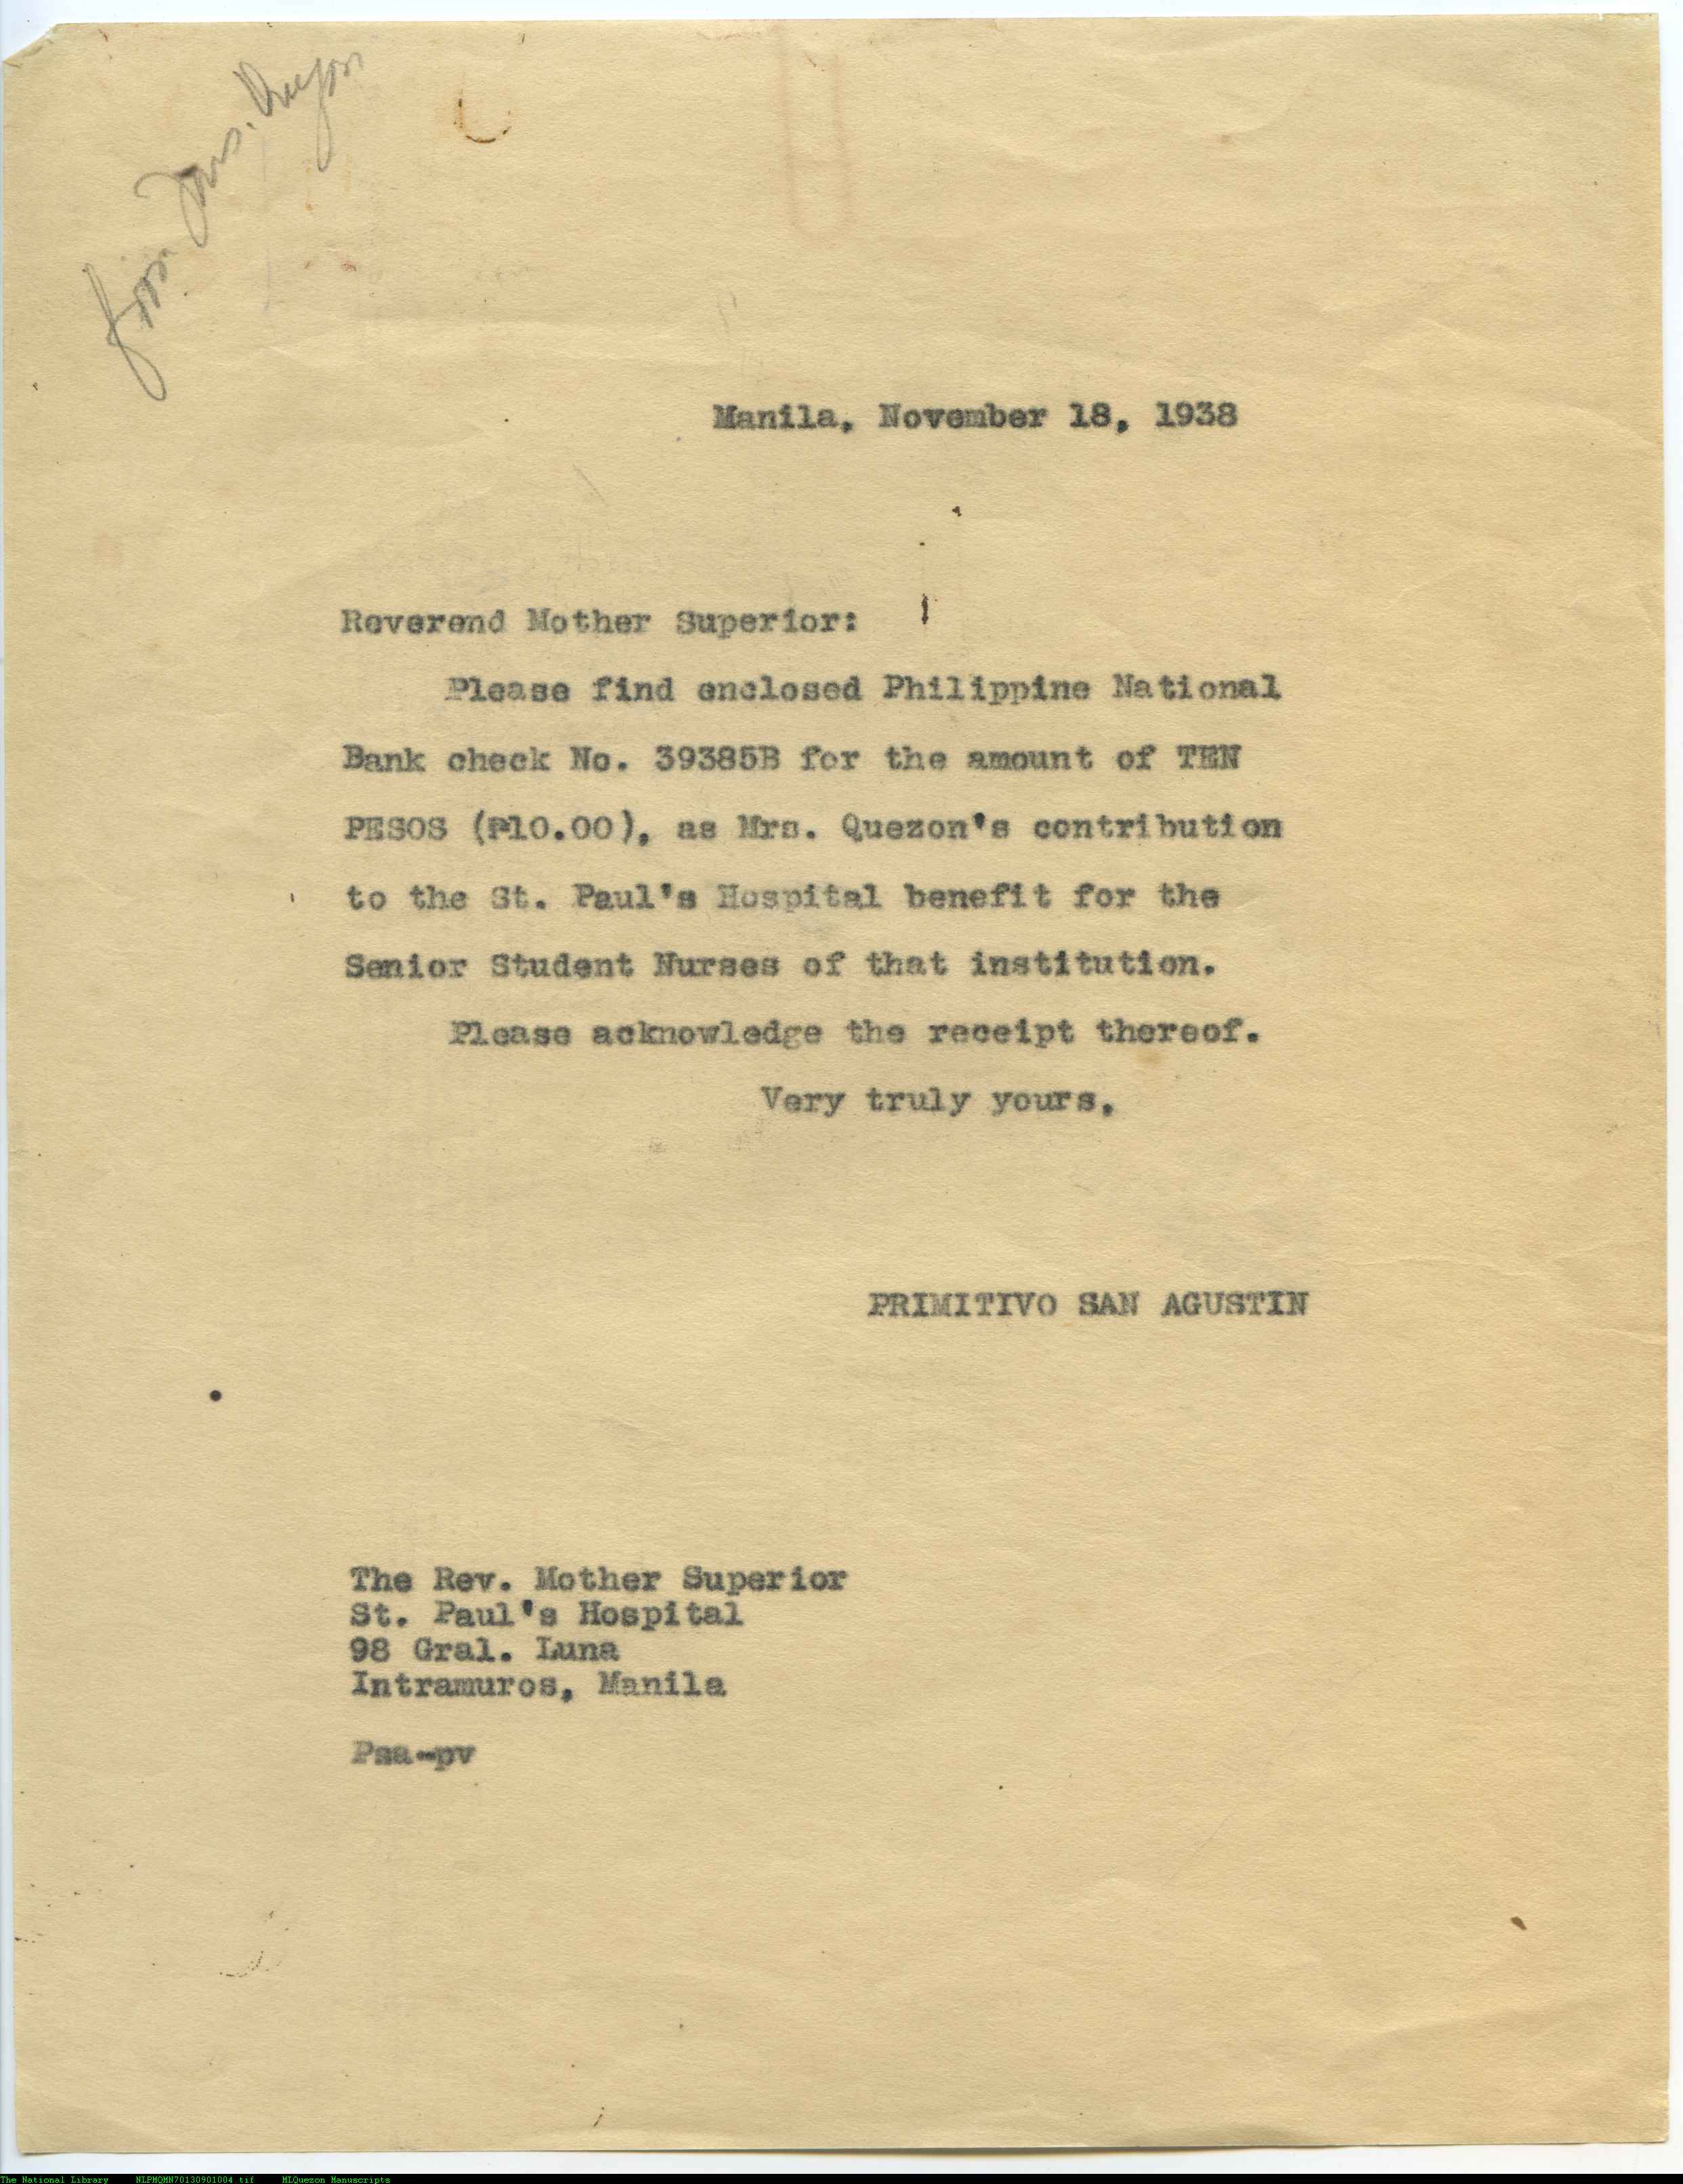 from Mrs. Quezon
Manila, November 18, 1938
Reverend Mother Superior:
Please find enclosed Philippine National
Bank check No. 39385B for the amount of TEN
PESOS (₱10.00), as Mrs. Quezon's contribution
to the St. Paul's Hospital benefit for the
Senior Student Nurses of that institution.
Please acknowledge the receipt thereof.
Very truly yours,
PRIMITIVO SAN AGUSTIN
The Rev. Mother Superior
St. Paul's Hospital
98 Gral. Luna
Intramuros, Manila
Psa-pv
The National Library NLPMQMN70130901004 tif MLQuezon Manuscripts